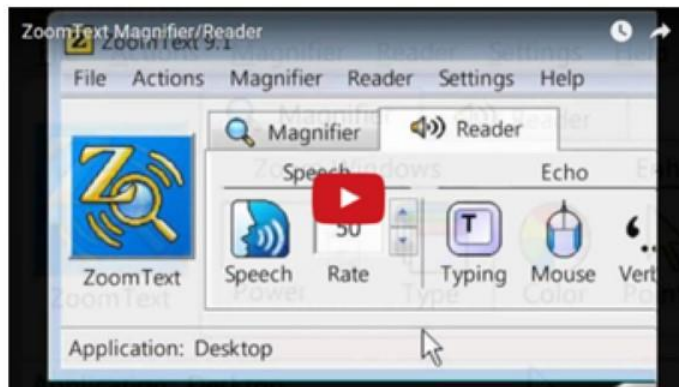 ZoomText Magnifier/Reader
ZoomText 9.1
File Actions Magnifier Reader Settings Help
Magnifier Reader
Speech Echo
50
ZoomText Speech Rate Typing Mouse Verb
Application: Desktop